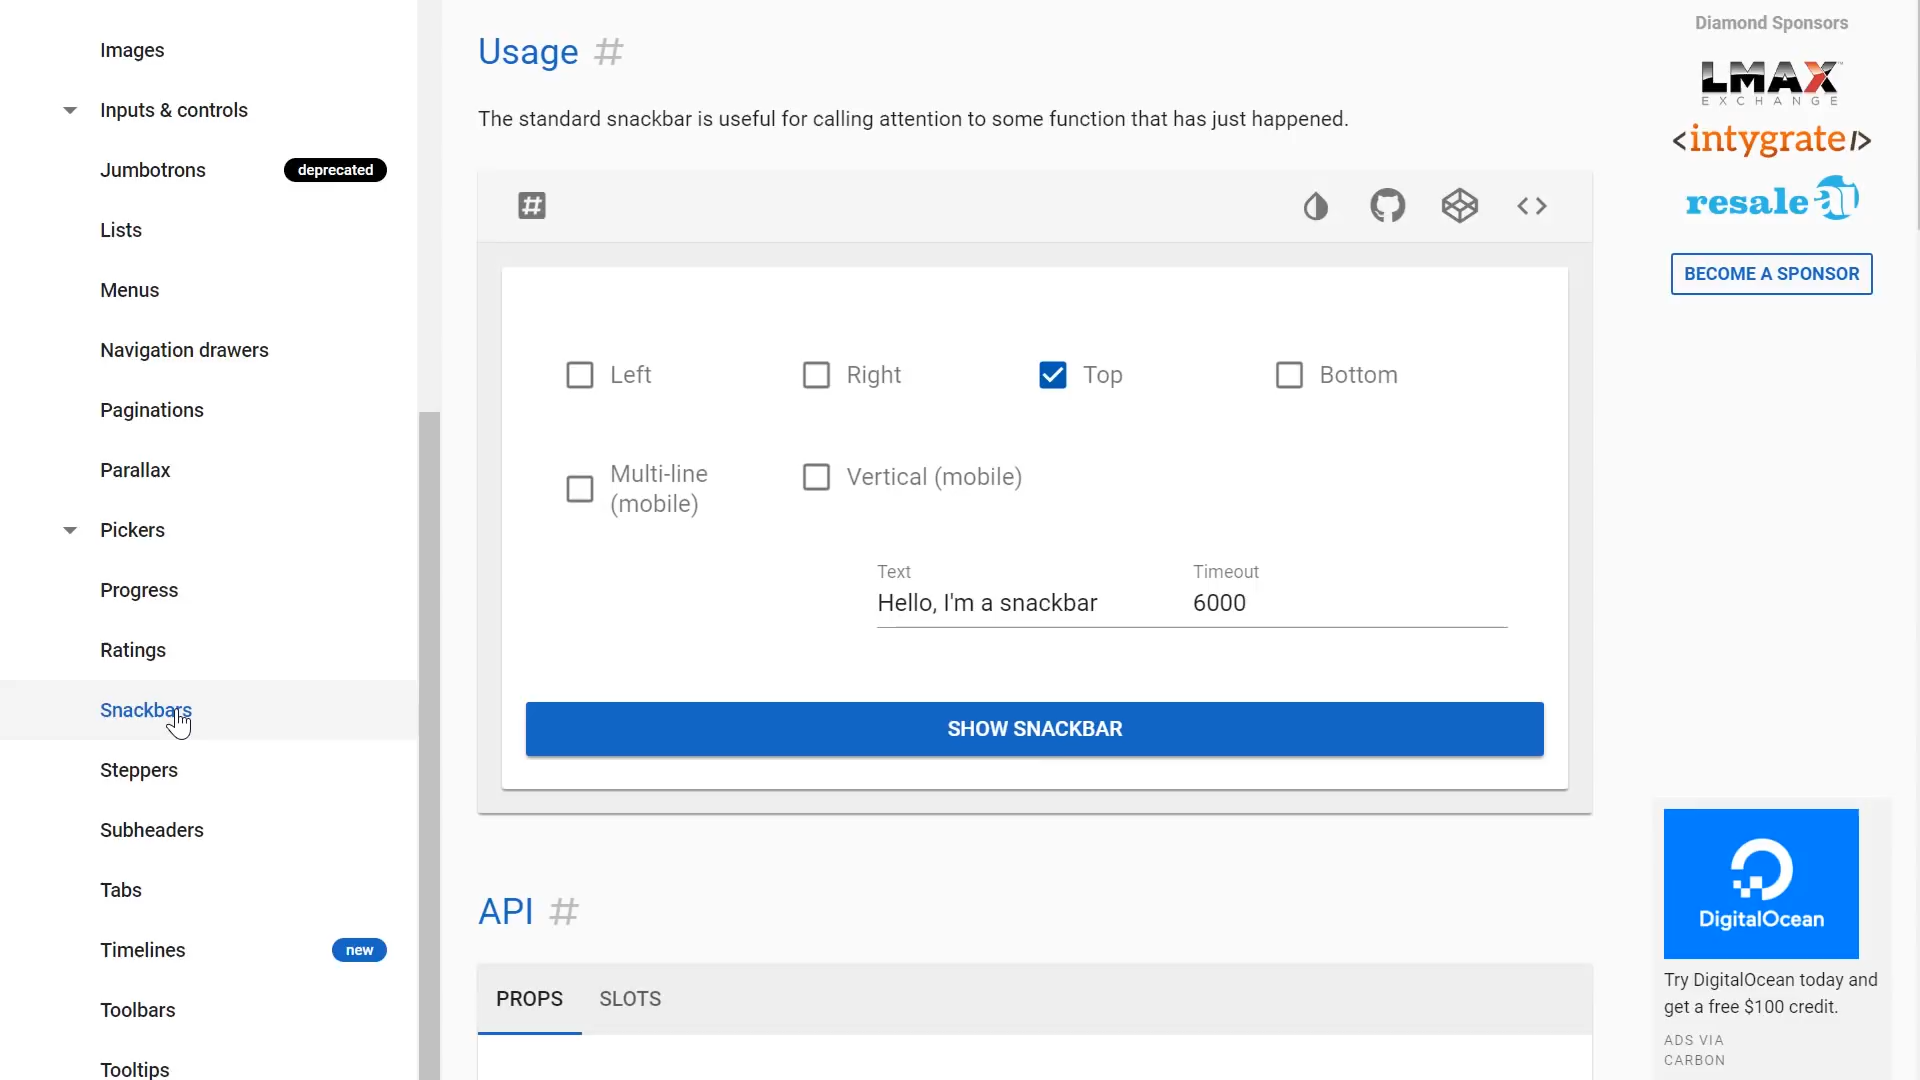 Images
Inputs & controls
Jumbotrons deprecated
Lists
Menus
Navigation drawers
Paginations
Parallax
Pickers
Progress
Ratings
Snackbars
Steppers
Subheaders
Tabs
Timelines new
Toolbars
Tooltips
Usage #
The standard snackbar is useful for calling attention to some function that has just happened.
Left Right Top Bottom
Multi-line
(mobile)
Vertical (mobile)
Text Timeout
Hello, I'm a snackbar 6000
SHOW SNACKBAR
API #
PROPS SLOTS
Diamond Sponsors
LMAX
EXCHANGE
<intygrate/>
resale ai
BECOME A SPONSOR
DigitalOcean
Try DigitalOcean today and
get a free $100 credit.
ADS VIA
CARBON